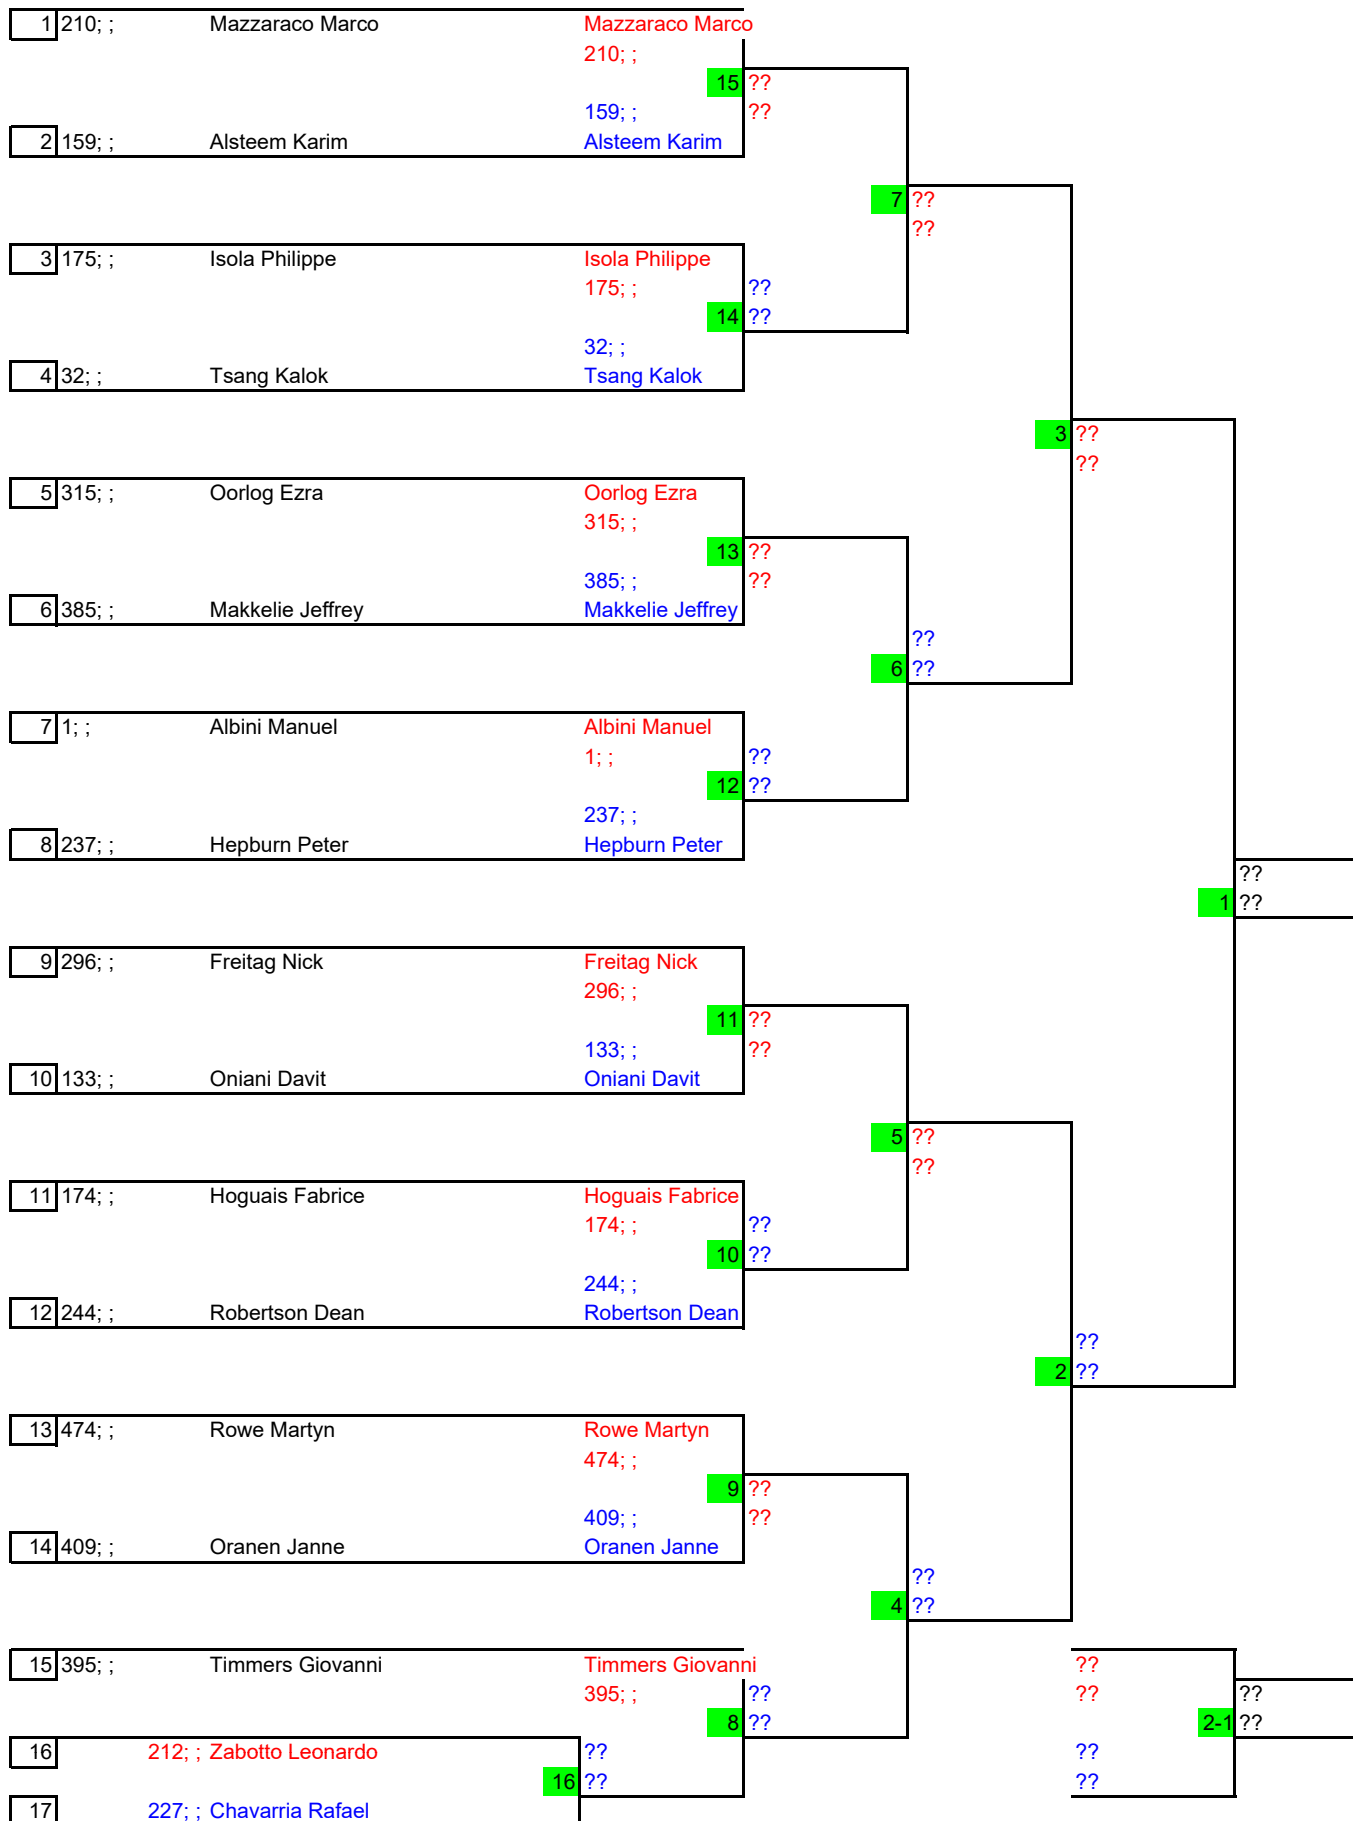 1 210; ; Mazzaraco Marco Mazzaraco Marco
210; ;
15 ??
159; ; ??
2 159; ; Alsteem Karim Alsteem Karim
7 ??
??
3 175; ; Isola Philippe Isola Philippe
175; ; ??
14 ??
32; ;
4 32; ; Tsang Kalok Tsang Kalok
3 ??
??
5 315; ; Oorlog Ezra Oorlog Ezra
315; ;
13 ??
385; ; ??
6 385; ; Makkelie Jeffrey Makkelie Jeffrey
??
6 ??
7 1; ; Albini Manuel Albini Manuel
1; ; ??
12 ??
237; ;
8 237; ; Hepburn Peter Hepburn Peter
??
1 ??
9 296; ; Freitag Nick Freitag Nick
296; ;
11 ??
133; ; ??
10 133; ; Oniani Davit Oniani Davit
5 ??
??
11 174; ; Hoguais Fabrice Hoguais Fabrice
174; ; ??
10 ??
244; ;
12 244; ; Robertson Dean Robertson Dean
??
2 ??
13 474; ; Rowe Martyn Rowe Martyn
474; ;
9 ??
409; ; ??
14 409; ; Oranen Janne Oranen Janne
??
4 ??
15 395; ; Timmers Giovanni Timmers Giovanni ??
395; ; ?? ?? ??
8 ?? 2-1 ??
16 212; ; Zabotto Leonardo ?? ??
16 ?? ??
17 227; ; Chavarria Rafael